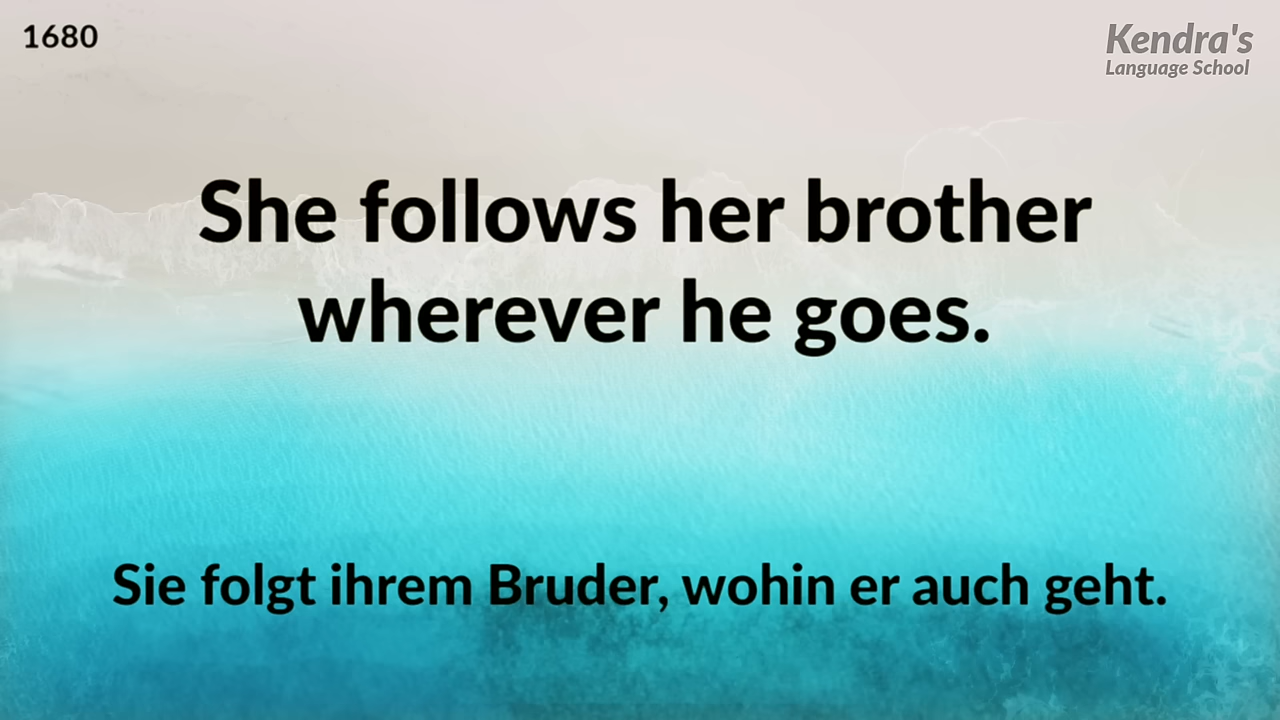 1680
Kendra's
Language School
She follows her brother
wherever he goes.
Sie folgt ihrem Bruder, wohin er auch geht.